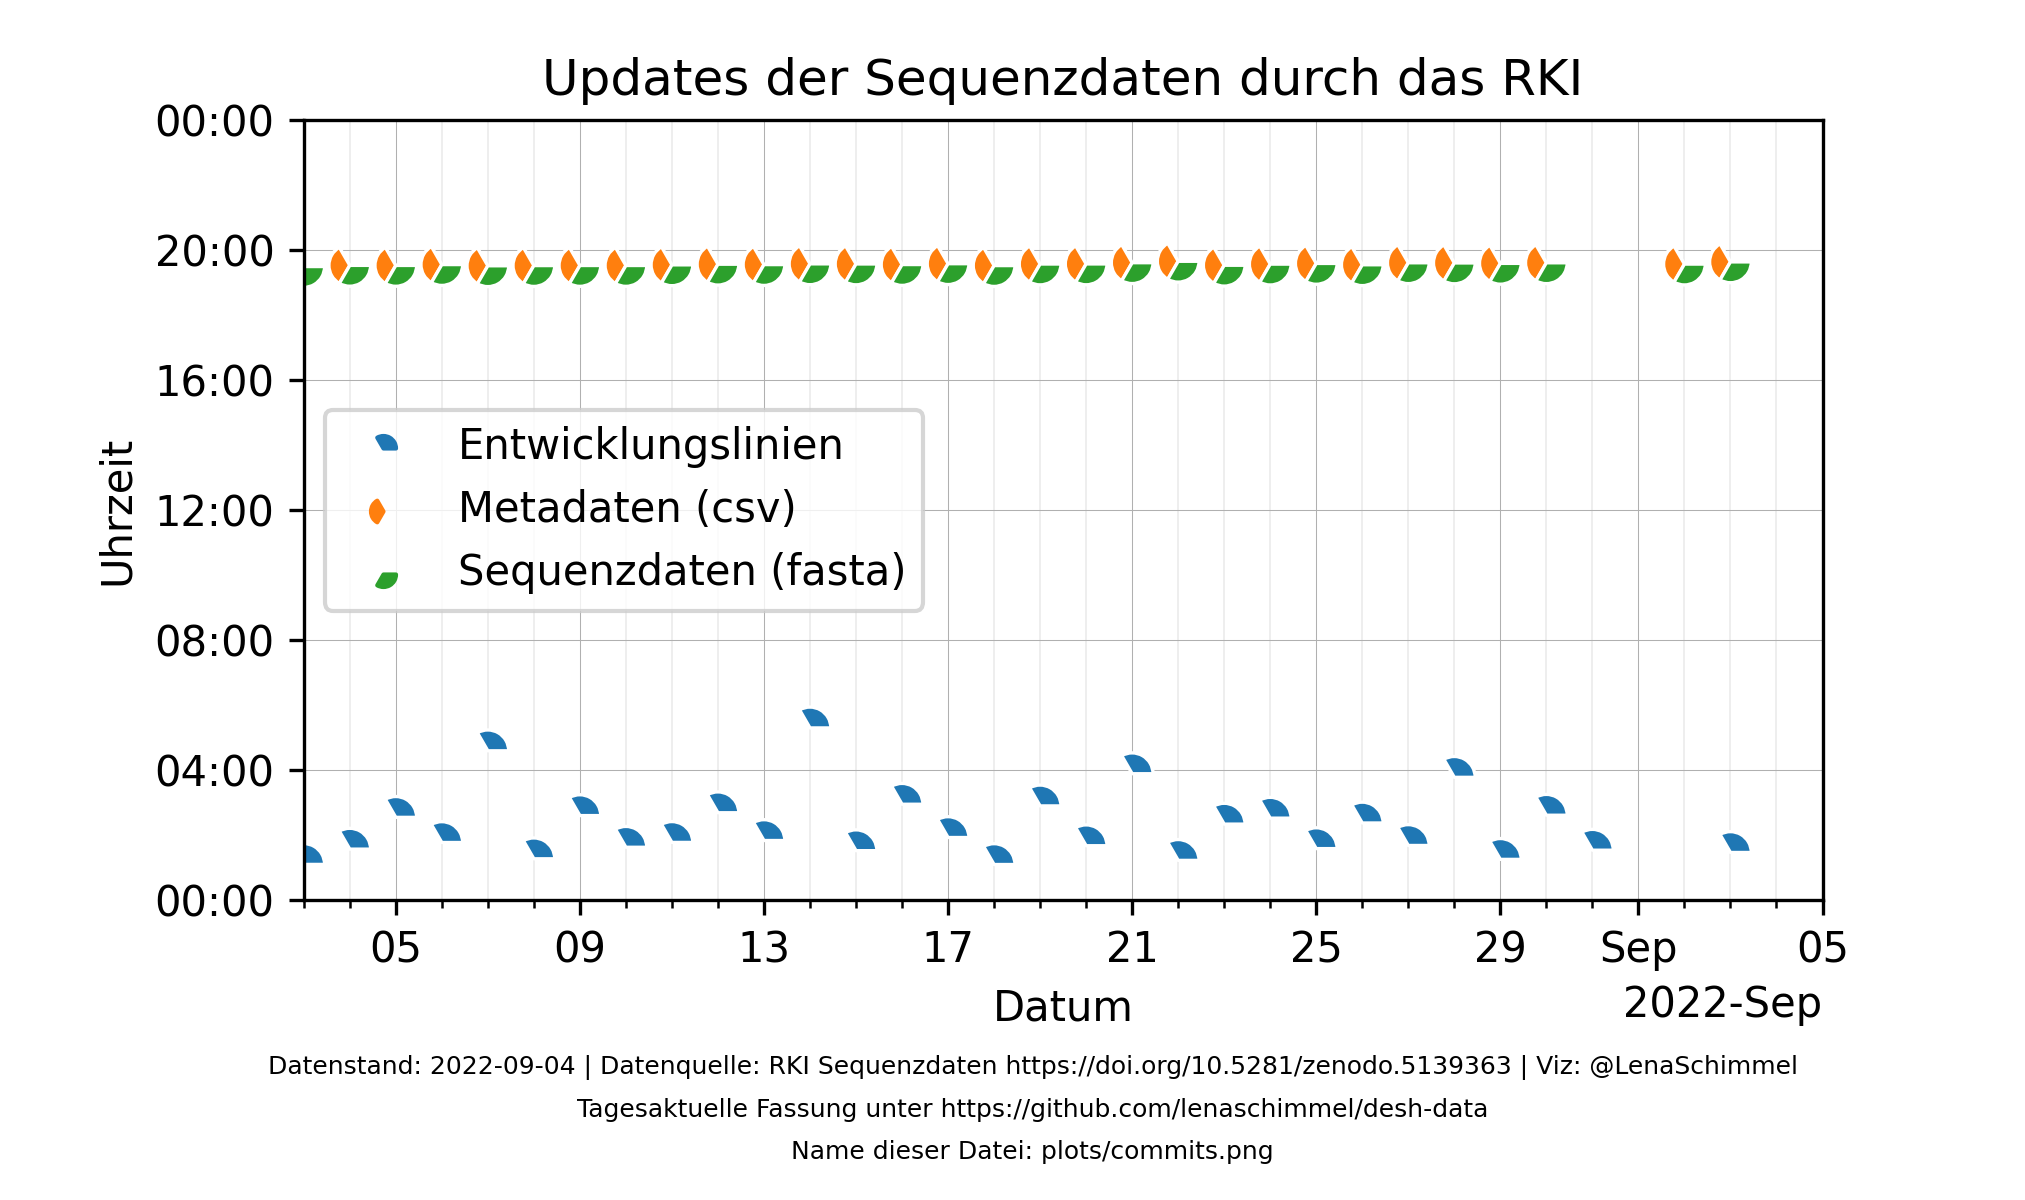 Updates der Sequenzdaten durch das RKI
00:00
20:00
16:00
12:00
08:00
04:00
00:00
Uhrzeit
Entwicklungslinien
Metadaten (csv)
Sequenzdaten (fasta)
05 09 13 17 21 25 29 Sep 05
Datum
2022-Sep
Datenstand: 2022-09-04 | Datenquelle: RKI Sequenzdaten https://doi.org/10.5281/zenodo.5139363 | Viz: @LenaSchimmel
Tagesaktuelle Fassung unter https://github.com/lenaschimmel/desh-data
Name dieser Datei: plots/commits.png